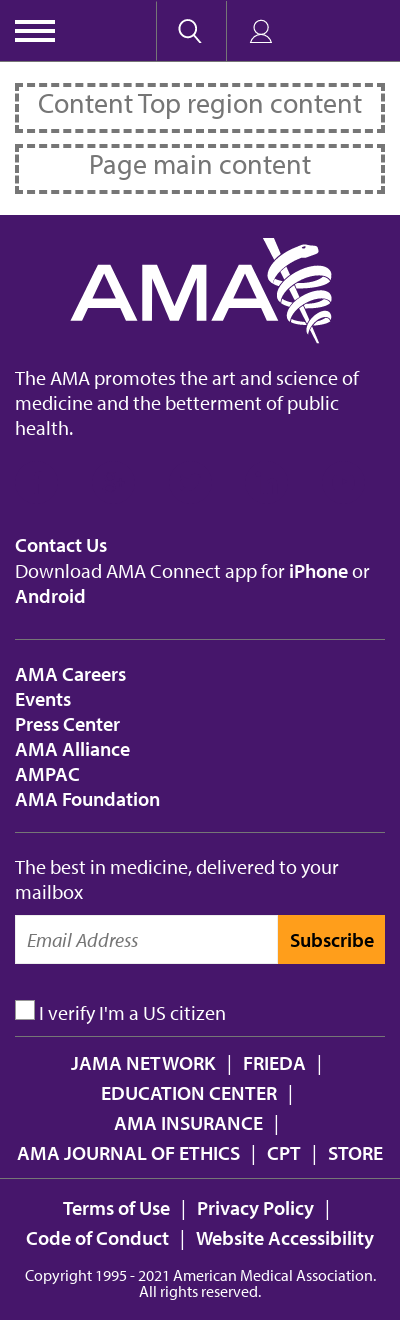 Content Top region content
Page main content
AMA
The AMA promotes the art and science of
medicine and the betterment of public
health.
Contact Us
Download AMA Connect app for iPhone or
Android
AMA Careers
Events
Press Center
AMA Alliance
AMPAC
AMA Foundation
The best in medicine, delivered to your
mailbox
Email Address Subscribe
I verify I'm a US citizen
JAMA NETWORK | FRIEDA |
EDUCATION CENTER |
AMA INSURANCE |
AMA JOURNAL OF ETHICS | CPT | STORE
Terms of Use | Privacy Policy |
Code of Conduct | Website Accessibility
Copyright 1995 - 2021 American Medical Association.
All rights reserved.